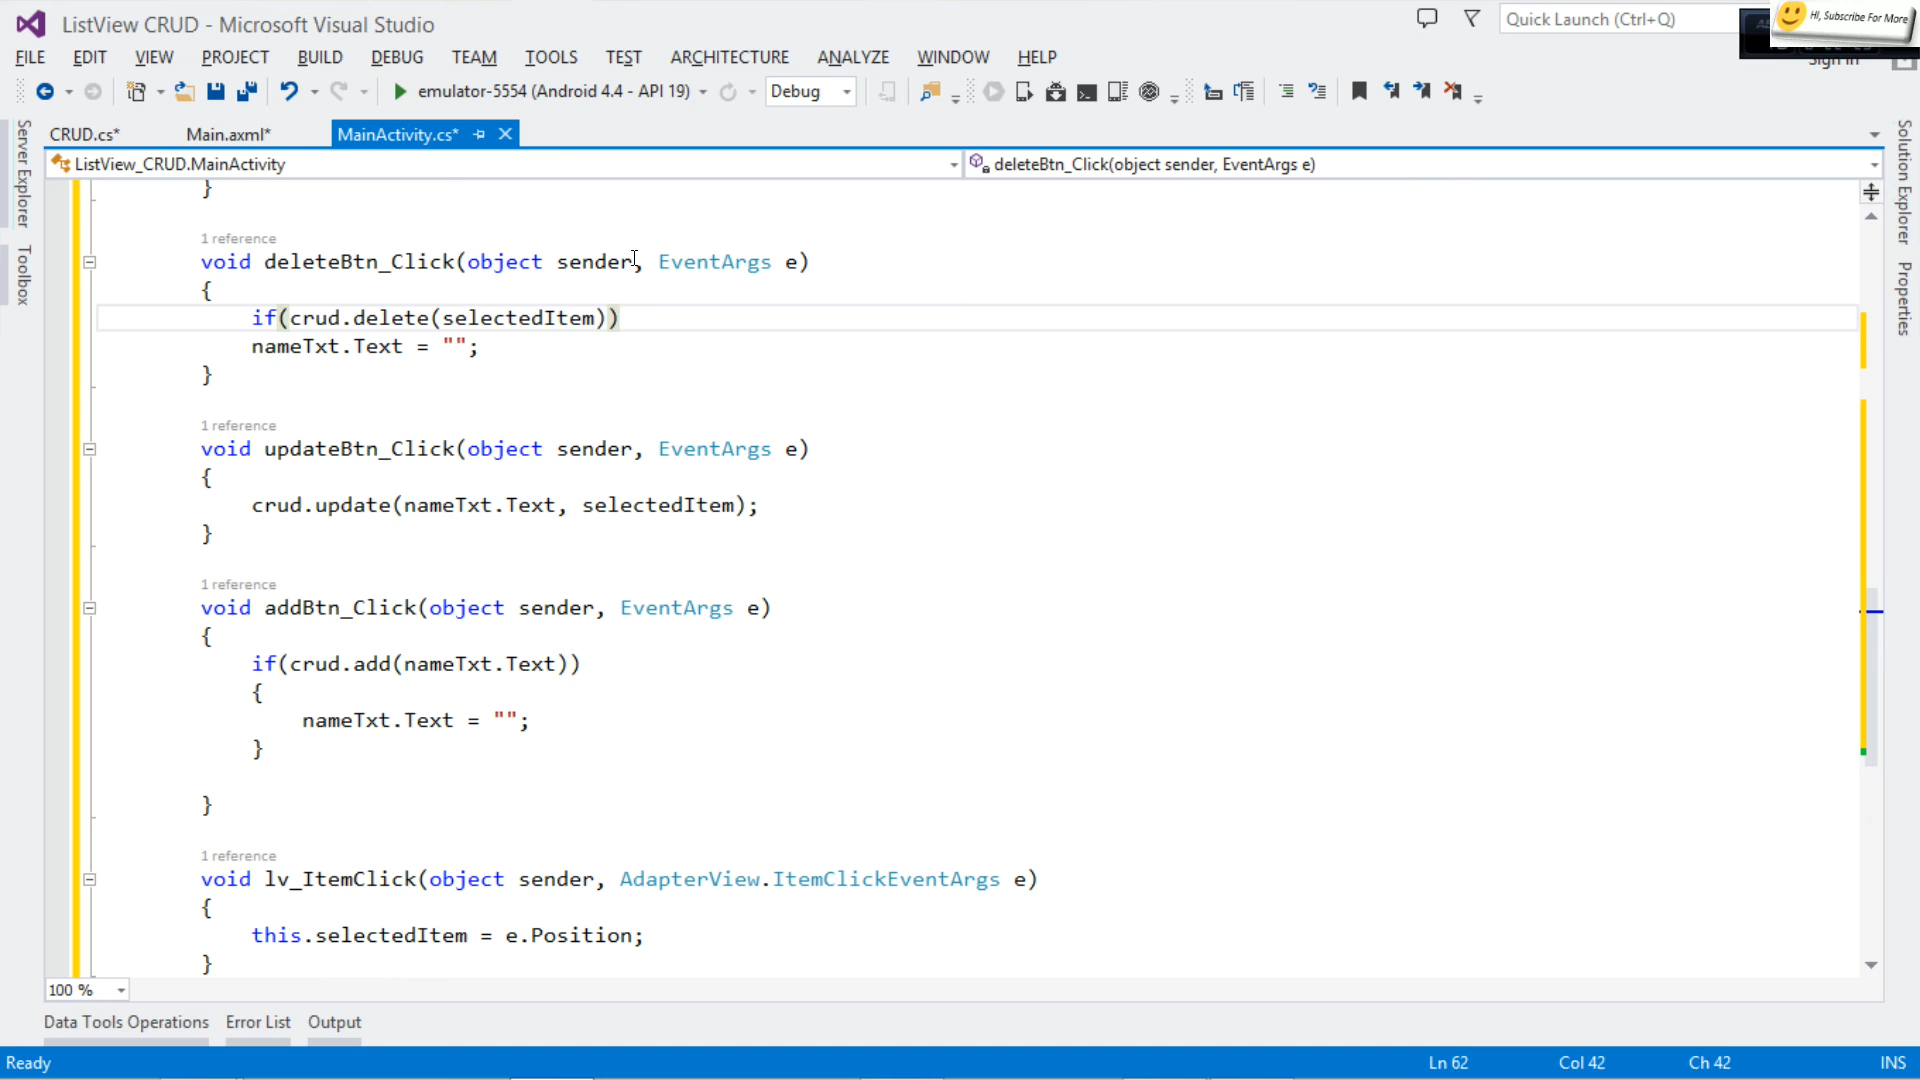 ListView CRUD - Microsoft Visual Studio
Quick Launch (Ctrl+Q)
HI, Subscribe For More
FILE EDIT VIEW PROJECT BUILD DEBUG TEAM TOOLS TEST ARCHITECTURE ANALYZE WINDOW HELP
Sign in
emulator-5554 (Android 4.4 - API 19)
Debug
CRUD.cs* Main.axml* MainActivity.cs*
ListView_CRUD.MainActivity
deleteBtn_Click(object sender, EventArgs e)
Server Explorer
Toolbox
Solution Explorer
Properties
}
1 reference
void deleteBtn_Click(object sender, EventArgs e)
{
if(crud.delete(selectedItem))
nameTxt.Text = "";
}
1 reference
void updateBtn_Click(object sender, EventArgs e)
{
crud.update(nameTxt.Text, selectedItem);
}
1 reference
void addBtn_Click(object sender, EventArgs e)
{
if(crud.add(nameTxt.Text))
{
nameTxt.Text = "";
}
}
1 reference
void lv_ItemClick(object sender, AdapterView.ItemClickEventArgs e)
{
this.selectedItem = e.Position;
}
100 %
Data Tools Operations Error List Output
Ready
Ln 62 Col 42 Ch 42 INS